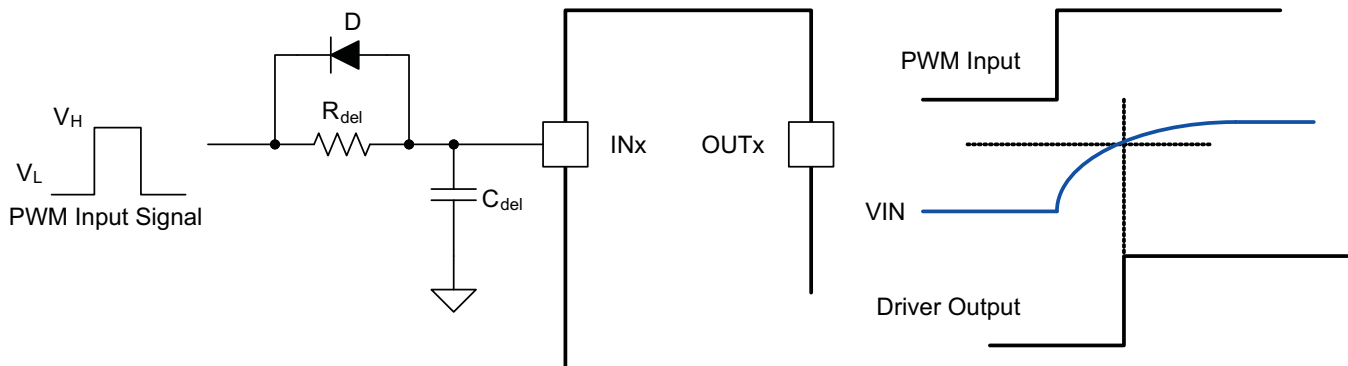 D
R_del
V_H
V_L
PWM Input Signal
C_del
INx
OUTx
PWM Input
VIN
Driver Output